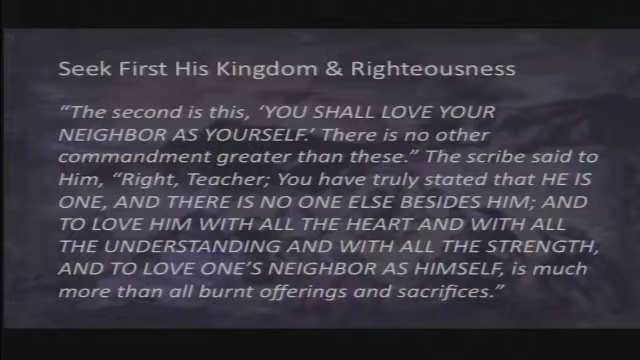 Seek First His Kingdom & Righteousness
“The second is this, ‘YOU SHALL LOVE YOUR
NEIGHBOR AS YOURSELF.’ There is no other
commandment greater than these.” The scribe said to
Him, “Right, Teacher; You have truly stated that HE IS
ONE, AND THERE IS NO ONE ELSE BESIDES HIM; AND
TO LOVE HIM WITH ALL THE HEART AND WITH ALL
THE UNDERSTANDING AND WITH ALL THE STRENGTH,
AND TO LOVE ONE’S NEIGHBOR AS HIMSELF, is much
more than all burnt offerings and sacrifices.”